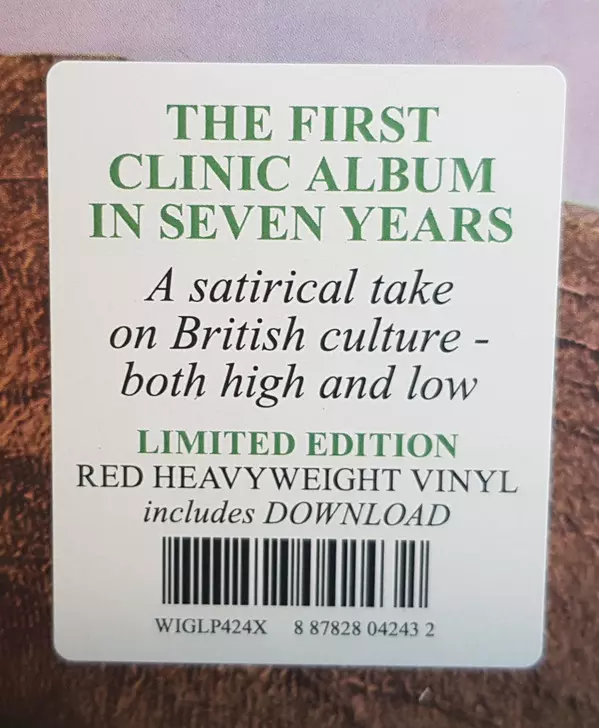 THE FIRST
CLINIC ALBUM
IN SEVEN YEARS
A satirical take
on British culture -
both high and low
LIMITED EDITION
RED HEAVYWEIGHT VINYL
includes DOWNLOAD
WIGLP424X 8 87828 04243 2